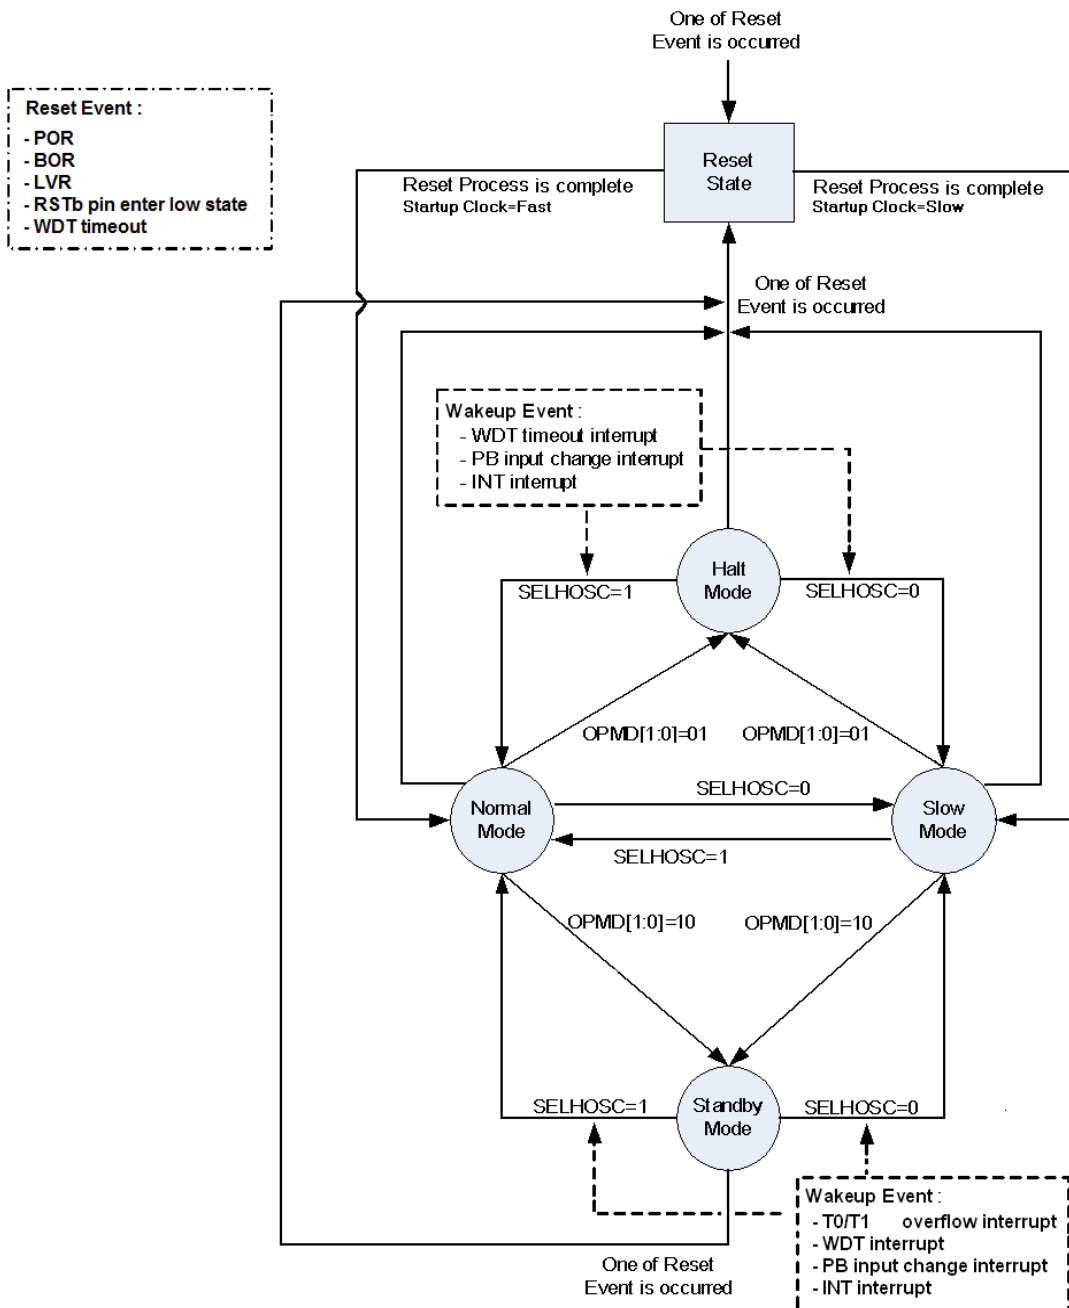 One of Reset
Event is occurred
Reset Event :
- POR
- BOR
- LVR
- RSTb pin enter low state
- WDT timeout
Reset
State
Reset Process is complete
Startup Clock=Fast
Reset Process is complete
Startup Clock=Slow
One of Reset
Event is occurred
Wakeup Event :
- WDT timeout interrupt
- PB input change interrupt
- INT interrupt
Halt
Mode
SELHOSC=1
SELHOSC=0
OPMD[1:0]=01
OPMD[1:0]=01
Normal
Mode
SELHOSC=0
Slow
Mode
SELHOSC=1
OPMD[1:0]=10
OPMD[1:0]=10
SELHOSC=1
Standby
Mode
SELHOSC=0
Wakeup Event :
- T0/T1 overflow interrupt
- WDT interrupt
- PB input change interrupt
- INT interrupt
One of Reset
Event is occurred